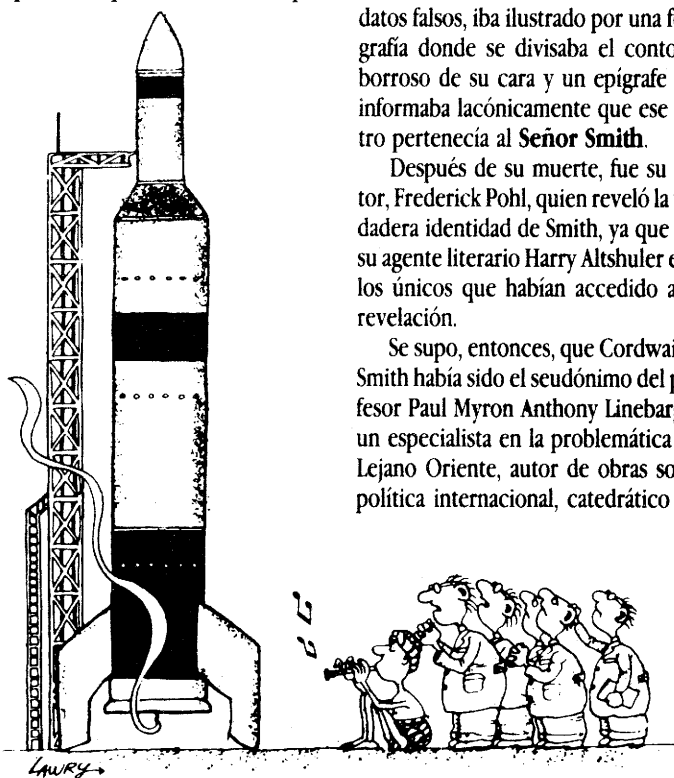 datos falsos, iba ilustrado por una fo
grafía donde se divisaba el conto
borroso de su cara y un epígrafe
informaba lacónicamente que ese
tro pertenecía al Señor Smith.
Después de su muerte, fue su
tor, Frederick Pohl, quien reveló la
dadera identidad de Smith, ya que
su agente literario Harry Altshuler e
los únicos que habían accedido a
revelación.
Se supo, entonces, que Cordwai
Smith había sido el seudónimo del p
fesor Paul Myron Anthony Linebarg
un especialista en la problemática
Lejano Oriente, autor de obras so
política internacional, catedrático
LAWRY